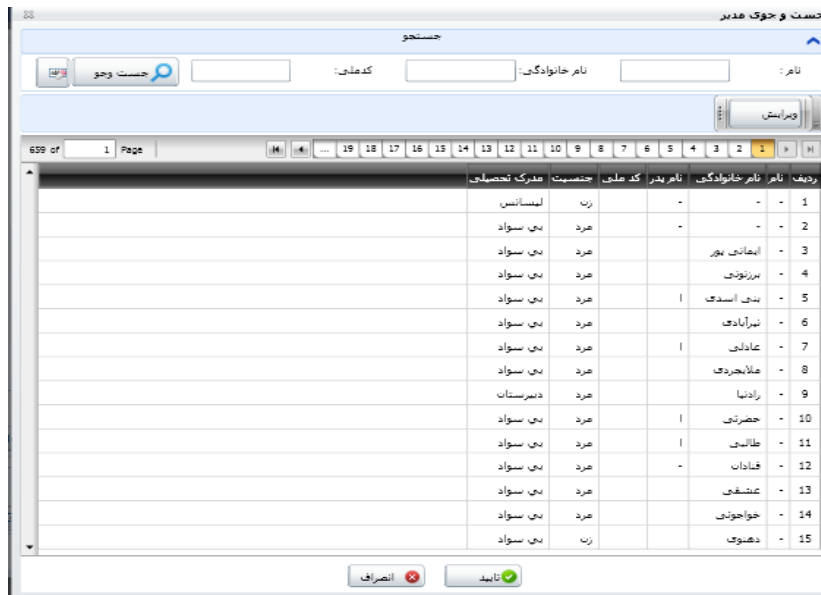 جست و جوی مدیر
جستجو
نام : نام خانوادگی: کدملی: جست وجو
ویرایش
1 2 3 4 5 6 7 8 9 10 11 12 13 14 15 16 17 18 19 ... Page 1 659 of
ردیف نام نام خانوادگی نام پدر کد ملی جنسیت مدرک تحصیلی
1 - - - زن لیسانس
2 - - - مرد بی سواد
3 - ایمانی پور مرد بی سواد
4 - برزتونی مرد بی سواد
5 - بنی اسدی ا مرد بی سواد
6 - تیرآبادی مرد بی سواد
7 - عادلی ا مرد بی سواد
8 - ملایجردی مرد بی سواد
9 - رادنیا مرد دبیرستان
10 - حضرتی ا مرد بی سواد
11 - طالبی ا مرد بی سواد
12 - قنادان - مرد بی سواد
13 - عشقی مرد بی سواد
14 - خواجوئی مرد بی سواد
15 - دهنوی زن بی سواد
تایید انصراف